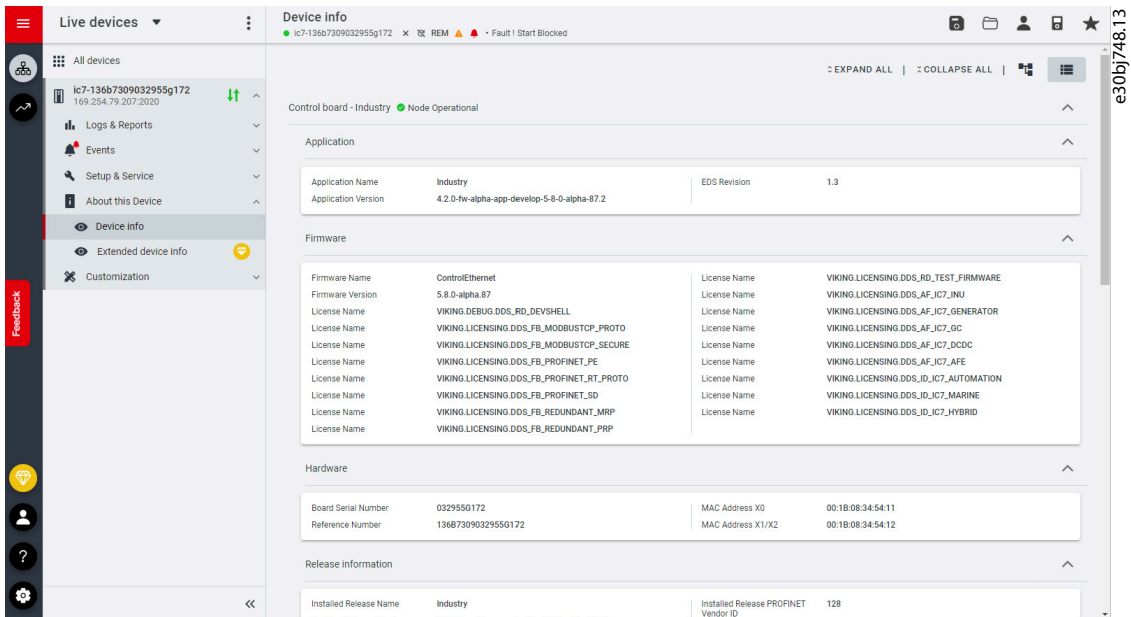 Live devices
Device info
ic7-136b7309032955g172 REM • Fault ! Start Blocked
All devices
EXPAND ALL | COLLAPSE ALL |
ic7-136b7309032955g172
169.254.79.207:2020
Control board - Industry Node Operational
Logs & Reports
Events
Setup & Service
About this Device
Device info
Extended device info
Customization
Feedback
Application
Application Name Industry EDS Revision 1.3
Application Version 4.2.0-fw-alpha-app-develop-5-8-0-alpha-87.2
Firmware
Firmware Name ControlEthernet License Name VIKING.LICENSING.DDS_RD_TEST_FIRMWARE
Firmware Version 5.8.0-alpha.87 License Name VIKING.LICENSING.DDS_AF_IC7_INU
License Name VIKING.DEBUG.DDS_RD_DEVSHELL License Name VIKING.LICENSING.DDS_AF_IC7_GENERATOR
License Name VIKING.LICENSING.DDS_FB_MODBUSTCP_PROTO License Name VIKING.LICENSING.DDS_AF_IC7_GC
License Name VIKING.LICENSING.DDS_FB_MODBUSTCP_SECURE License Name VIKING.LICENSING.DDS_AF_IC7_DCDC
License Name VIKING.LICENSING.DDS_FB_PROFINET_PE License Name VIKING.LICENSING.DDS_AF_IC7_AFE
License Name VIKING.LICENSING.DDS_FB_PROFINET_RT_PROTO License Name VIKING.LICENSING.DDS_ID_IC7_AUTOMATION
License Name VIKING.LICENSING.DDS_FB_PROFINET_SD License Name VIKING.LICENSING.DDS_ID_IC7_MARINE
License Name VIKING.LICENSING.DDS_FB_REDUNDANT_MRP License Name VIKING.LICENSING.DDS_ID_IC7_HYBRID
License Name VIKING.LICENSING.DDS_FB_REDUNDANT_PRP
Hardware
Board Serial Number 032955G172 MAC Address X0 00:1B:08:34:54:11
Reference Number 136B7309032955G172 MAC Address X1/X2 00:1B:08:34:54:12
Release information
Installed Release Name Industry Installed Release PROFINET 128
Vendor ID
e30bj748.13